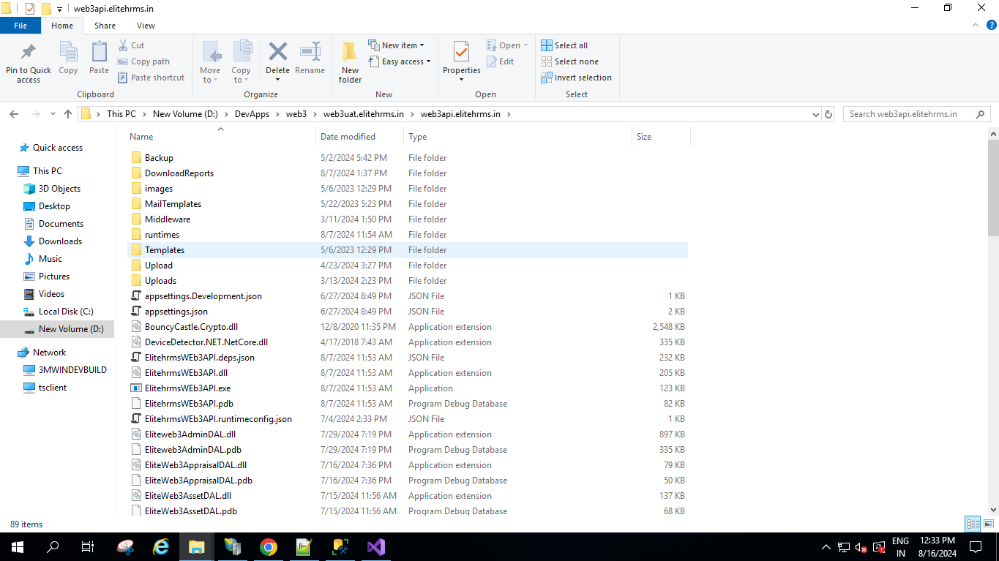 web3api.elitehrms.in
File Home Share View
Pin to Quick access
Copy
Paste
Cut
Copy path
Paste shortcut
Clipboard
Move to
Copy to
Delete
Rename
Organize
New folder
New item
Easy access
New
Properties
Open
Edit
Open
Select all
Select none
Invert selection
Select
This PC New Volume (D:) DevApps web3 web3uat.elitehrms.in web3api.elitehrms.in
Search web3api.elitehrms.in
Quick access
This PC
3D Objects
Desktop
Documents
Downloads
Music
Pictures
Videos
Local Disk (C:)
New Volume (D:)
Network
3MWINDEVBUILD
tsclient
Name Date modified Type Size
Backup 5/2/2024 5:42 PM File folder
DownloadReports 8/7/2024 1:37 PM File folder
images 5/6/2023 12:29 PM File folder
MailTemplates 5/22/2023 5:23 PM File folder
Middleware 3/11/2024 1:50 PM File folder
runtimes 8/7/2024 11:54 AM File folder
Templates 5/6/2023 12:29 PM File folder
Upload 4/23/2024 3:27 PM File folder
Uploads 3/13/2024 2:23 PM File folder
appsettings.Development.json 6/27/2024 8:49 PM JSON File 1 KB
appsettings.json 6/27/2024 8:49 PM JSON File 2 KB
BouncyCastle.Crypto.dll 12/8/2020 11:35 PM Application extension 2,548 KB
DeviceDetector.NET.NetCore.dll 4/17/2018 7:43 AM Application extension 335 KB
ElitehrmsWEb3API.deps.json 8/7/2024 11:53 AM JSON File 232 KB
ElitehrmsWEb3API.dll 8/7/2024 11:53 AM Application extension 205 KB
ElitehrmsWEb3API.exe 8/7/2024 11:53 AM Application 123 KB
ElitehrmsWEb3API.pdb 8/7/2024 11:53 AM Program Debug Database 82 KB
ElitehrmsWEb3API.runtimeconfig.json 7/4/2024 2:33 PM JSON File 1 KB
Eliteweb3AdminDAL.dll 7/29/2024 7:19 PM Application extension 897 KB
Eliteweb3AdminDAL.pdb 7/29/2024 7:19 PM Program Debug Database 335 KB
EliteWeb3AppraisalDAL.dll 7/16/2024 7:36 PM Application extension 79 KB
EliteWeb3AppraisalDAL.pdb 7/16/2024 7:36 PM Program Debug Database 50 KB
EliteWeb3AssetDAL.dll 7/15/2024 11:56 AM Application extension 137 KB
EliteWeb3AssetDAL.pdb 7/15/2024 11:56 AM Program Debug Database 68 KB
89 items
ENG
IN
12:33 PM
8/16/2024